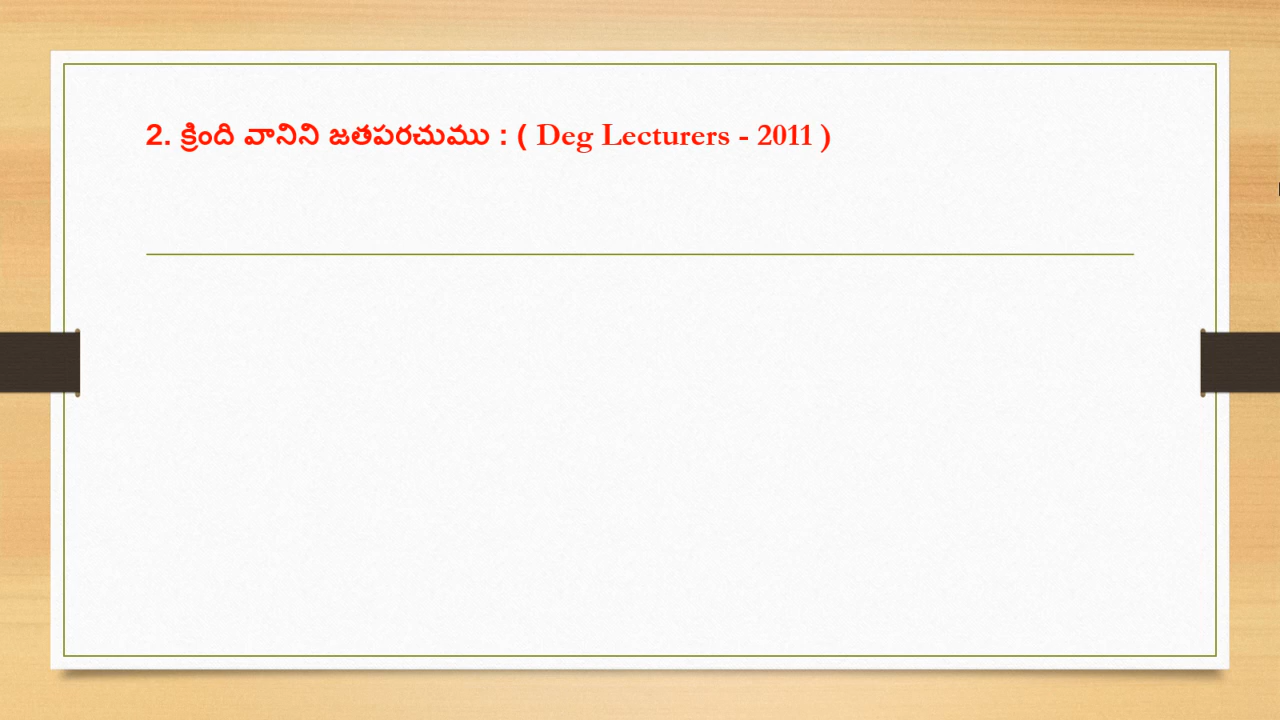 2. క్రింది వానిని జతపరచుము : ( Deg Lecturers - 2011 )